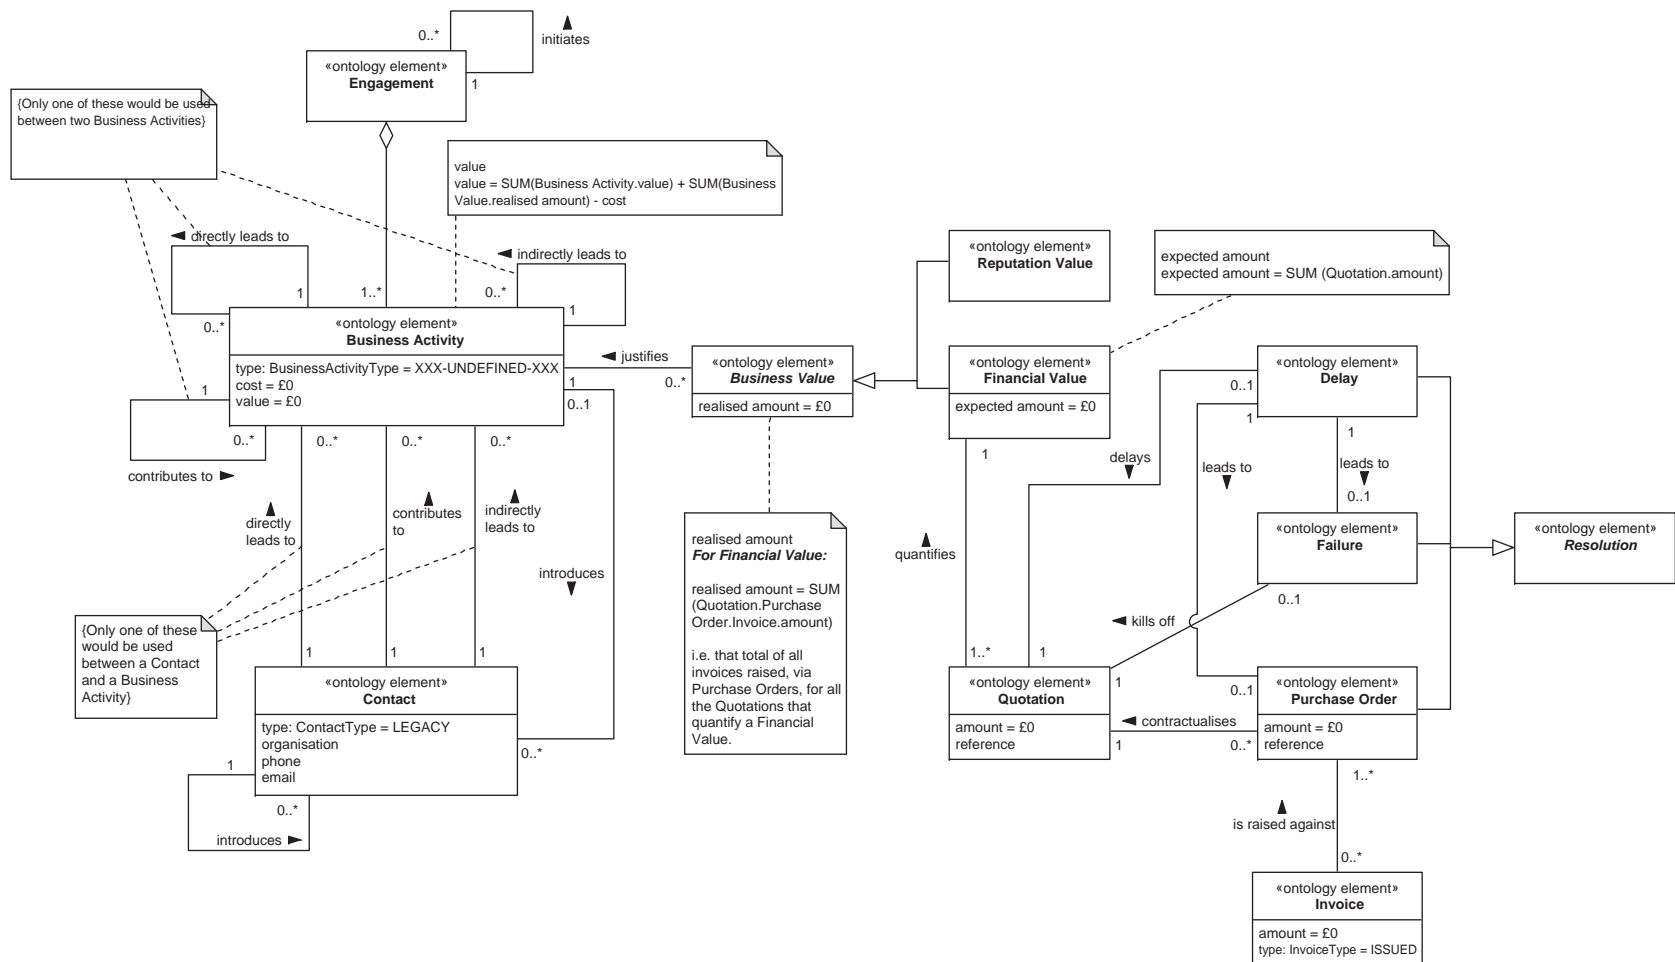 0..*
initiates
«ontology element»
Engagement
1
{Only one of these would be used
between two Business Activities}
value
value = SUM(Business Activity.value) + SUM(Business
Value.realised amount) - cost
directly leads to
indirectly leads to
1
1..*
0..*
1
0..*
«ontology element»
Business Activity
type: BusinessActivityType = XXX-UNDEFINED-XXX
cost = £0
value = £0
1
0..*
contributes to
0..*
0..*
0..*
1
0..1
justifies
0..*
«ontology element»
Business Value
realised amount = £0
«ontology element»
Reputation Value
expected amount
expected amount = SUM (Quotation.amount)
«ontology element»
Financial Value
expected amount = £0
1
«ontology element»
Delay
0..1
1
1
delays
leads to
leads to
0..1
directly
leads to
contributes
to
indirectly
leads to
introduces
realised amount
For Financial Value:
realised amount = SUM
(Quotation.Purchase
Order.Invoice.amount)
i.e. that total of all
invoices raised, via
Purchase Orders, for all
the Quotations that
quantify a Financial
Value.
quantifies
«ontology element»
Failure
«ontology element»
Resolution
0..1
kills off
{Only one of these
would be used
between a Contact
and a Business
Activity}
1
1
1
«ontology element»
Contact
type: ContactType = LEGACY
organisation
phone
email
0..*
1
0..*
introduces
1..*
1
«ontology element»
Quotation
amount = £0
reference
1
contractualises
1
0..*
0..1
«ontology element»
Purchase Order
amount = £0
reference
1..*
is raised against
0..*
«ontology element»
Invoice
amount = £0
type: InvoiceType = ISSUED